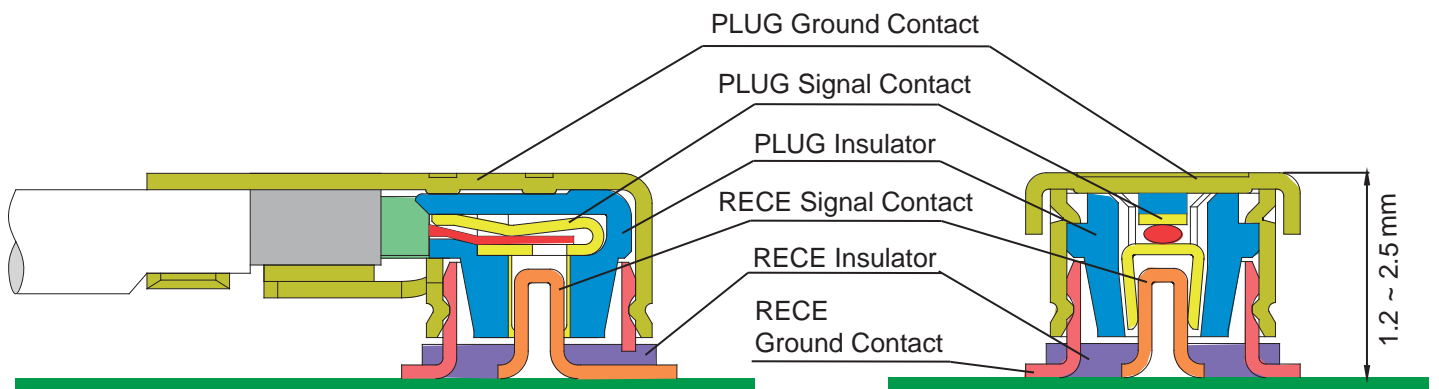 PLUG Ground Contact
PLUG Signal Contact
PLUG Insulator
RECE Signal Contact
RECE Insulator
RECE
Ground Contact
1.2 ~ 2.5 mm